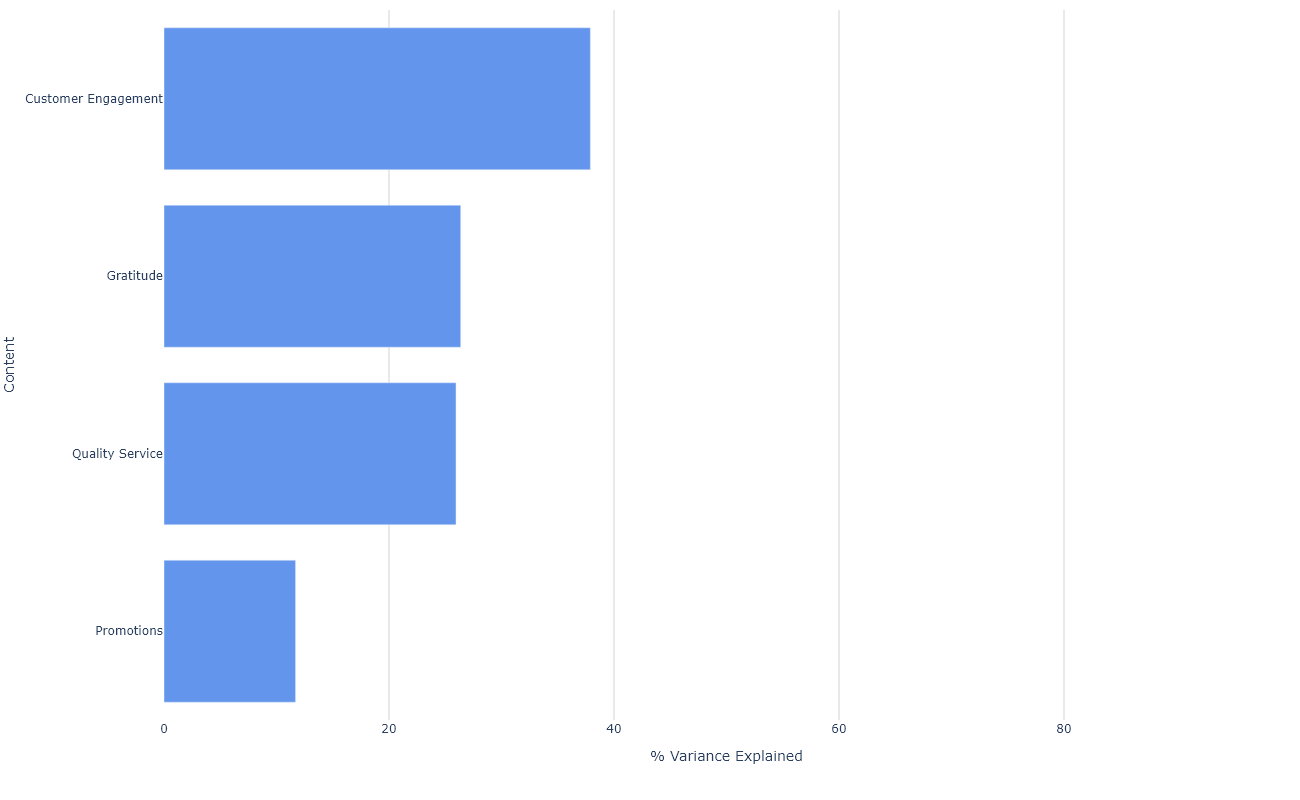 Customer Engagement
Gratitude
Content
Quality Service
Promotions
0 20 40 60 80
% Variance Explained